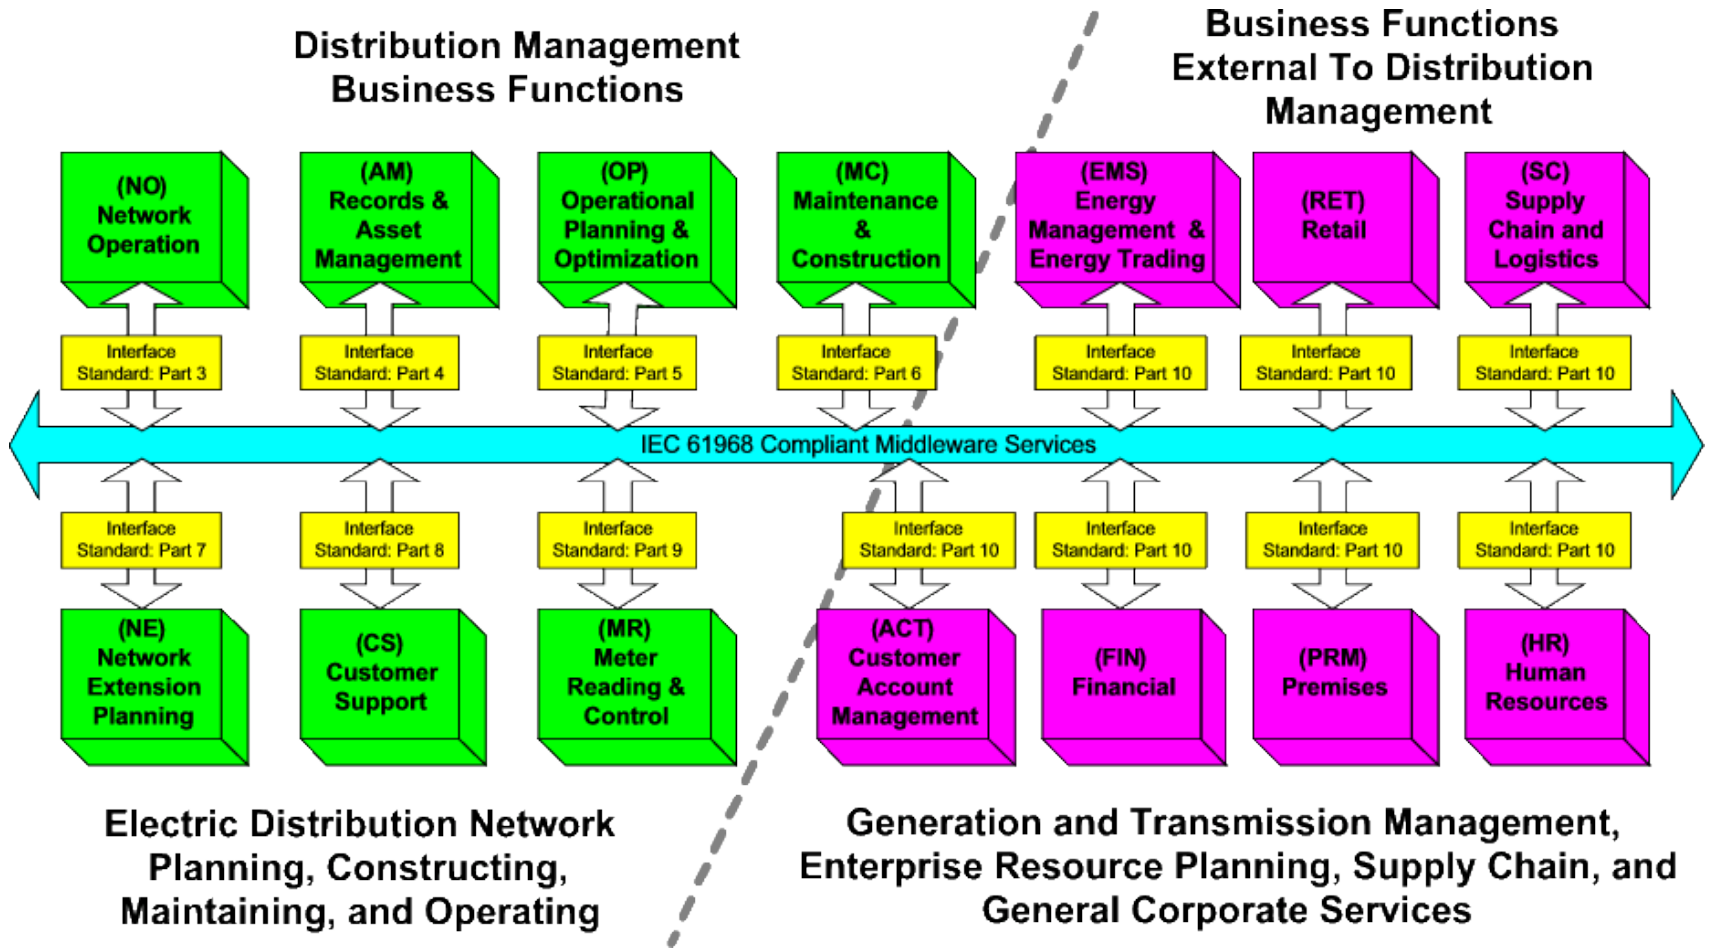 Distribution Management
Business Functions
Business Functions
External To Distribution
Management
(NO)
Network
Operation
(AM)
Records &
Asset
Management
(OP)
Operational
Planning &
Optimization
(MC)
Maintenance
&
Construction
(EMS)
Energy
Management &
Energy Trading
(RET)
Retail
(SC)
Supply
Chain and
Logistics
Interface
Standard: Part 3
Interface
Standard: Part 4
Interface
Standard: Part 5
Interface
Standard: Part 6
Interface
Standard: Part 10
Interface
Standard: Part 10
Interface
Standard: Part 10
IEC 61968 Compliant Middleware Services
Interface
Standard: Part 7
Interface
Standard: Part 8
Interface
Standard: Part 9
Interface
Standard: Part 10
Interface
Standard: Part 10
Interface
Standard: Part 10
Interface
Standard: Part 10
(NE)
Network
Extension
Planning
(CS)
Customer
Support
(MR)
Meter
Reading &
Control
(ACT)
Customer
Account
Management
(FIN)
Financial
(PRM)
Premises
(HR)
Human
Resources
Electric Distribution Network
Planning, Constructing,
Maintaining, and Operating
Generation and Transmission Management,
Enterprise Resource Planning, Supply Chain, and
General Corporate Services